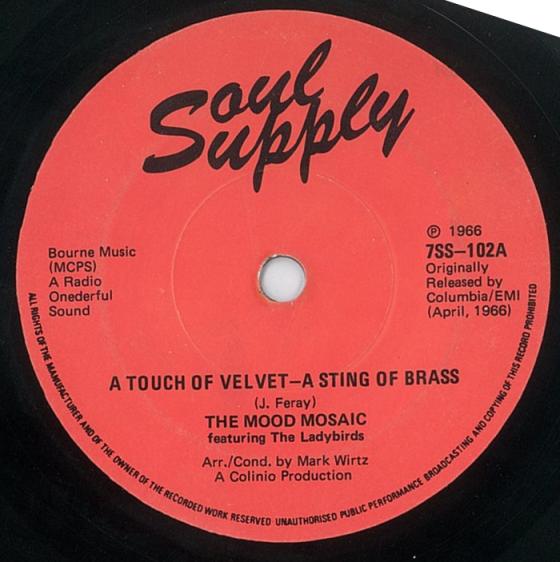 Soul
Supply
Bourne Music
(MCPS)
A Radio
Onederful
Sound
℗ 1966
7SS–102A
Originally
Released by
Columbia/EMI
(April, 1966)
A TOUCH OF VELVET–A STING OF BRASS
(J. Feray)
THE MOOD MOSAIC
featuring The Ladybirds
Arr./Cond. by Mark Wirtz
A Colinio Production
ALL RIGHTS OF THE MANUFACTURER AND OF THE OWNER OF THE RECORDED WORK RESERVED UNAUTHORISED PUBLIC PERFORMANCE BROADCASTING AND COPYING OF THIS RECORD PROHIBITED